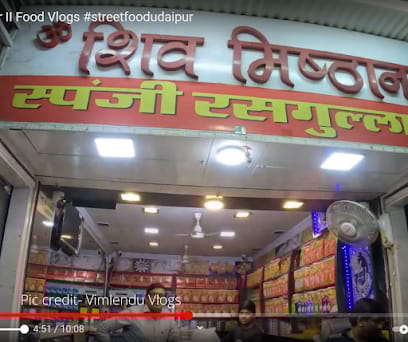 r II Food Vlogs #streetfoodudaipur
ॐ शिव मिष्ठान
स्पंजी रसगुल्ला
Pic credit- Vimlendu Vlogs
4:51 / 10:08